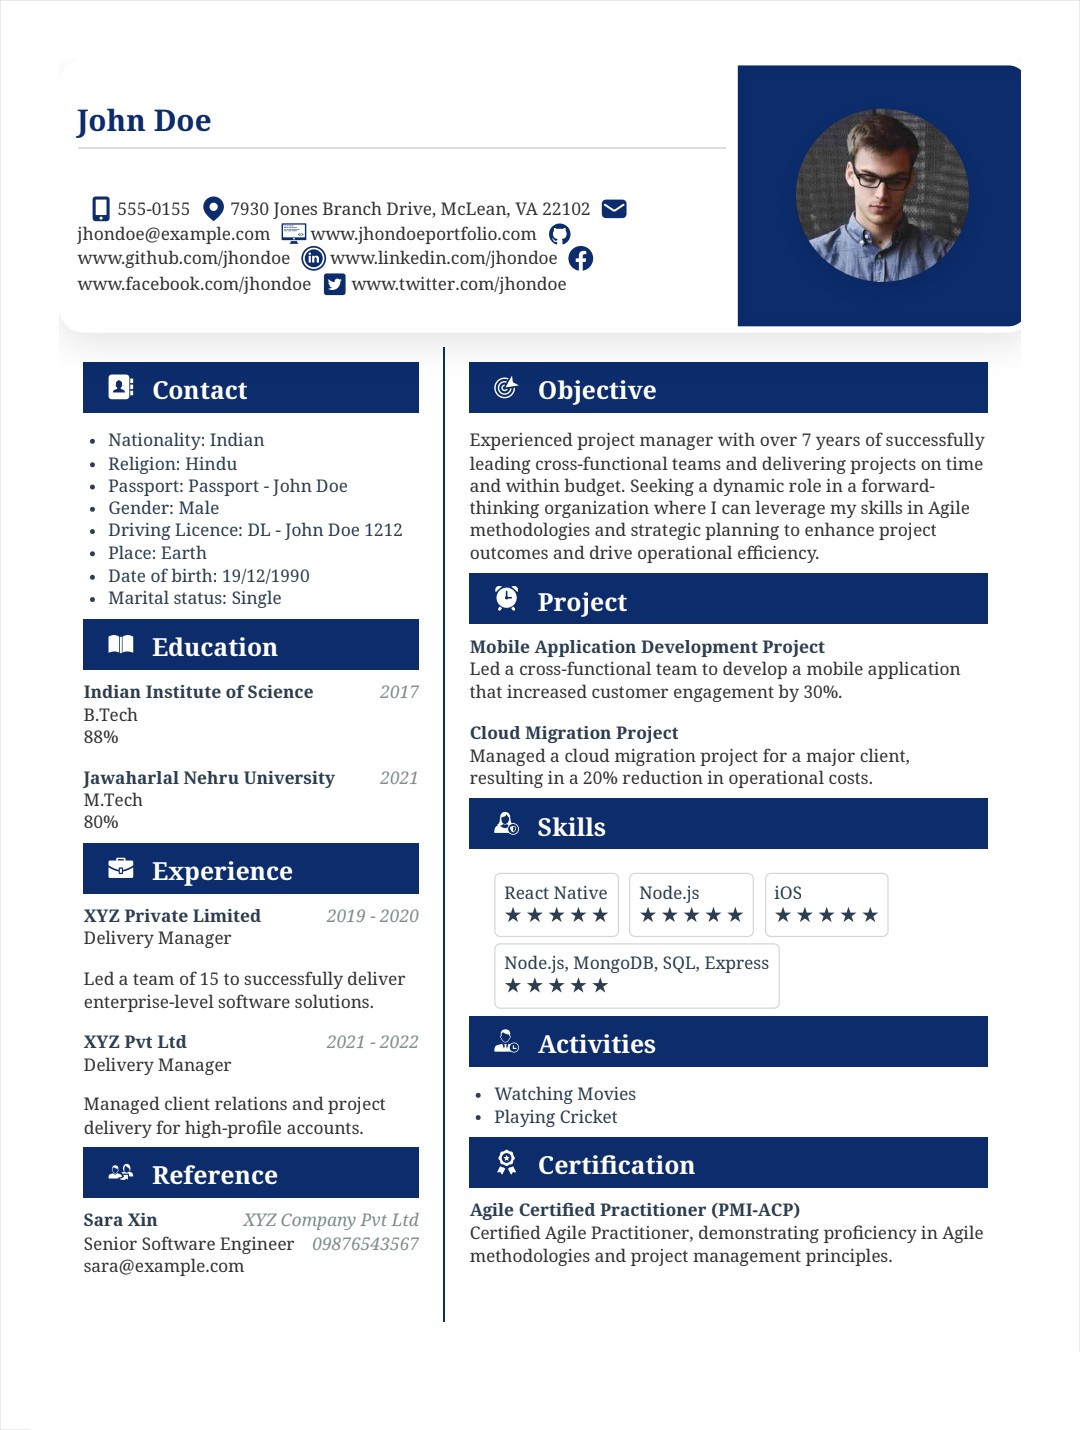 John Doe
555-0155 7930 Jones Branch Drive, McLean, VA 22102
jhondoe@example.com www.jhondoeportfolio.com
www.github.com/jhondoe in www.linkedin.com/jhondoe
www.facebook.com/jhondoe www.twitter.com/jhondoe
Contact
• Nationality: Indian
• Religion: Hindu
• Passport: Passport - John Doe
• Gender: Male
• Driving Licence: DL - John Doe 1212
• Place: Earth
• Date of birth: 19/12/1990
• Marital status: Single
Education
Indian Institute of Science 2017
B.Tech
88%
Jawaharlal Nehru University 2021
M.Tech
80%
Experience
XYZ Private Limited 2019 - 2020
Delivery Manager
Led a team of 15 to successfully deliver
enterprise-level software solutions.
XYZ Pvt Ltd 2021 - 2022
Delivery Manager
Managed client relations and project
delivery for high-profile accounts.
Reference
Sara Xin XYZ Company Pvt Ltd
Senior Software Engineer 09876543567
sara@example.com
Objective
Experienced project manager with over 7 years of successfully
leading cross-functional teams and delivering projects on time
and within budget. Seeking a dynamic role in a forward-
thinking organization where I can leverage my skills in Agile
methodologies and strategic planning to enhance project
outcomes and drive operational efficiency.
Project
Mobile Application Development Project
Led a cross-functional team to develop a mobile application
that increased customer engagement by 30%.
Cloud Migration Project
Managed a cloud migration project for a major client,
resulting in a 20% reduction in operational costs.
Skills
React Native Node.js iOS
★★★★★ ★★★★★ ★★★★★
Node.js, MongoDB, SQL, Express
★★★★★
Activities
• Watching Movies
• Playing Cricket
Certification
Agile Certified Practitioner (PMI-ACP)
Certified Agile Practitioner, demonstrating proficiency in Agile
methodologies and project management principles.